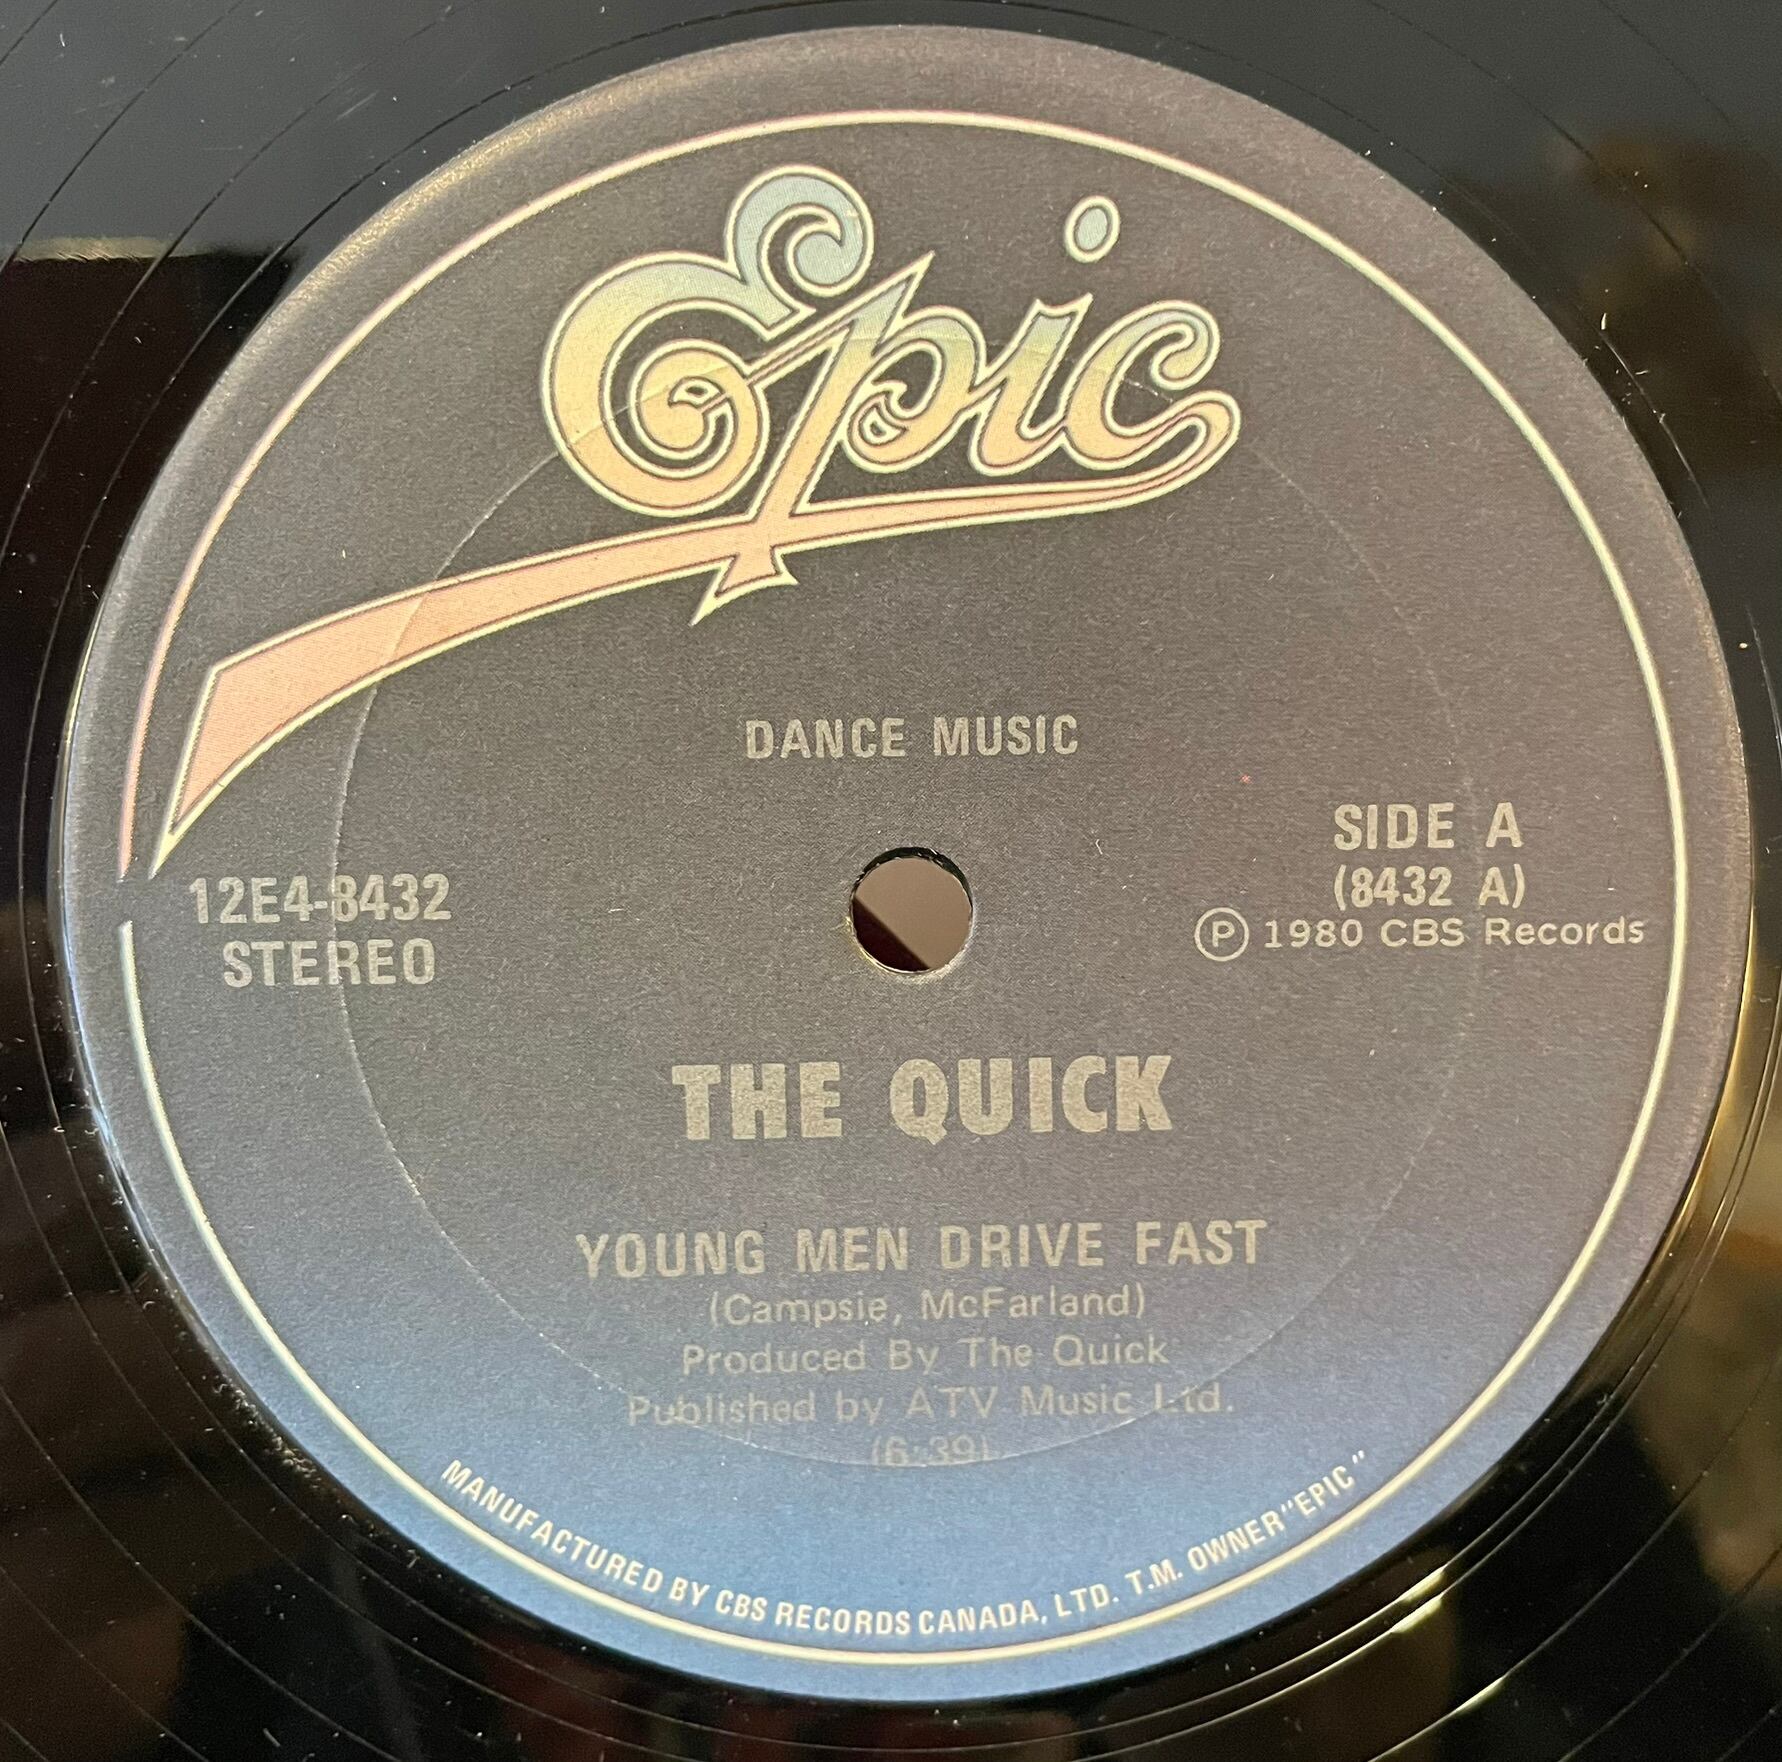 Epic
DANCE MUSIC
SIDE A
(8432 A)
℗ 1980 CBS Records
12E4-8432
STEREO
THE QUICK
YOUNG MEN DRIVE FAST
(Campsie, McFarland)
Produced By The Quick
Published by ATV Music Ltd.
(6:39)
MANUFACTURED BY CBS RECORDS CANADA, LTD. T.M. OWNER "EPIC"